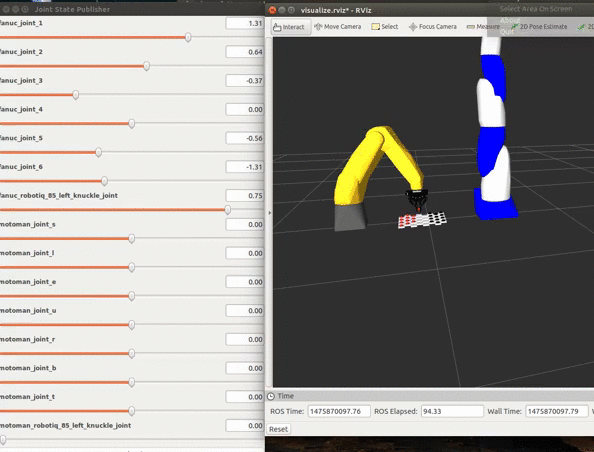 Joint State Publisher
fanuc_joint_1
1.31
fanuc_joint_2
0.64
fanuc_joint_3
-0.37
fanuc_joint_4
0.00
fanuc_joint_5
-0.56
fanuc_joint_6
-1.31
fanuc_robotiq_85_left_knuckle_joint
0.75
motoman_joint_s
0.00
motoman_joint_l
0.00
motoman_joint_e
0.00
motoman_joint_u
0.00
motoman_joint_r
0.00
motoman_joint_b
0.00
motoman_joint_t
0.00
motoman_robotiq_85_left_knuckle_joint
0.00
visualize.rviz* - RViz
Select Area On Screen
About
Quit
Interact
Move Camera
Select
Focus Camera
Measure
2D Pose Estimate
Time
ROS Time: 1475870097.76 ROS Elapsed: 94.33 Wall Time: 1475870097.79
Reset